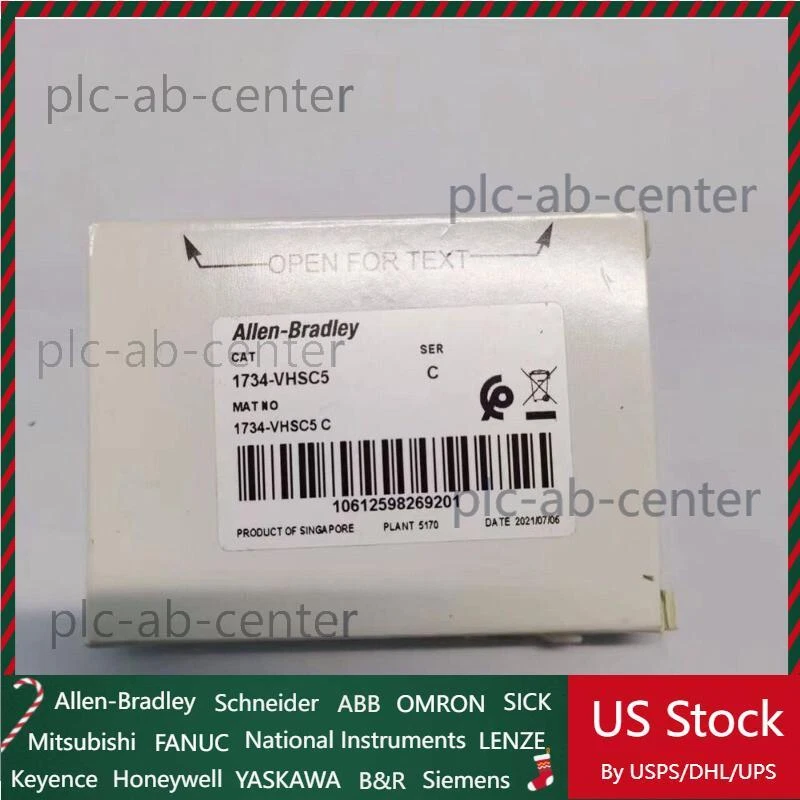 plc-ab-center
plc-ab-center
OPEN FOR TEXT
Allen-Bradley
plc-ab-center
CAT
SER
1734-VHSC5
C
MAT NO
1734-VHSC5 C
10612598269201
plc-ab-center
PRODUCT OF SINGAPORE PLANT 5170 DATE 2021/07/06
plc-ab-center
Allen-Bradley Schneider ABB OMRON SICK
Mitsubishi FANUC National Instruments LENZE
Keyence Honeywell YASKAWA B&R Siemens
US Stock
By USPS/DHL/UPS